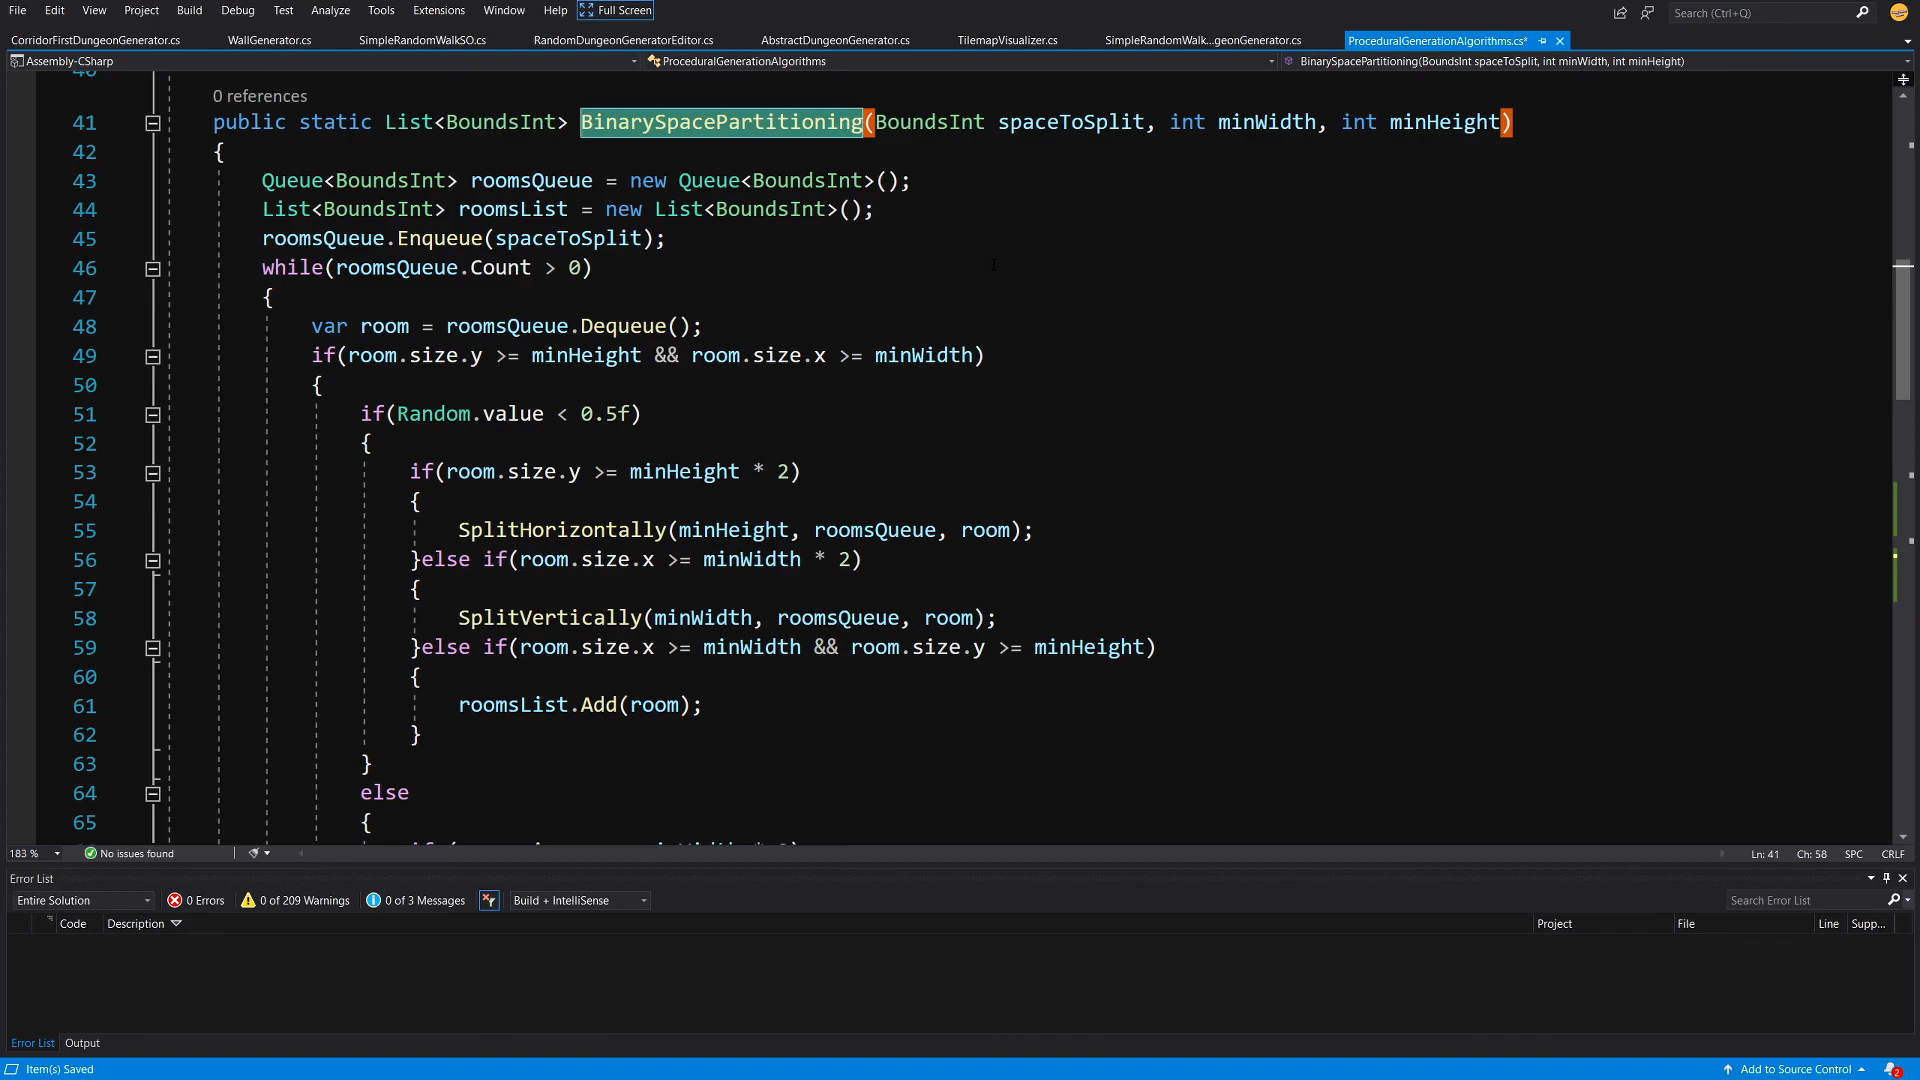 File Edit View Project Build Debug Test Analyze Tools Extensions Window Help Full Screen Search (Ctrl+Q)
CorridorFirstDungeonGenerator.cs WallGenerator.cs SimpleRandomWalkSO.cs RandomDungeonGeneratorEditor.cs AbstractDungeonGenerator.cs TilemapVisualizer.cs SimpleRandomWalk...geonGenerator.cs ProceduralGenerationAlgorithms.cs*
Assembly-CSharp ProceduralGenerationAlgorithms BinarySpacePartitioning(BoundsInt spaceToSplit, int minWidth, int minHeight)
0 references
41 public static List<BoundsInt> BinarySpacePartitioning(BoundsInt spaceToSplit, int minWidth, int minHeight)
42 {
43 Queue<BoundsInt> roomsQueue = new Queue<BoundsInt>();
44 List<BoundsInt> roomsList = new List<BoundsInt>();
45 roomsQueue.Enqueue(spaceToSplit);
46 while(roomsQueue.Count > 0)
47 {
48 var room = roomsQueue.Dequeue();
49 if(room.size.y >= minHeight && room.size.x >= minWidth)
50 {
51 if(Random.value < 0.5f)
52 {
53 if(room.size.y >= minHeight * 2)
54 {
55 SplitHorizontally(minHeight, roomsQueue, room);
56 }else if(room.size.x >= minWidth * 2)
57 {
58 SplitVertically(minWidth, roomsQueue, room);
59 }else if(room.size.x >= minWidth && room.size.y >= minHeight)
60 {
61 roomsList.Add(room);
62 }
63 }
64 else
65 {
183 % No issues found Ln: 41 Ch: 58 SPC CRLF
Error List
Entire Solution 0 Errors 0 of 209 Warnings 0 of 3 Messages Build + IntelliSense Search Error List
Code Description Project File Line Supp...
Error List Output
Item(s) Saved Add to Source Control 2